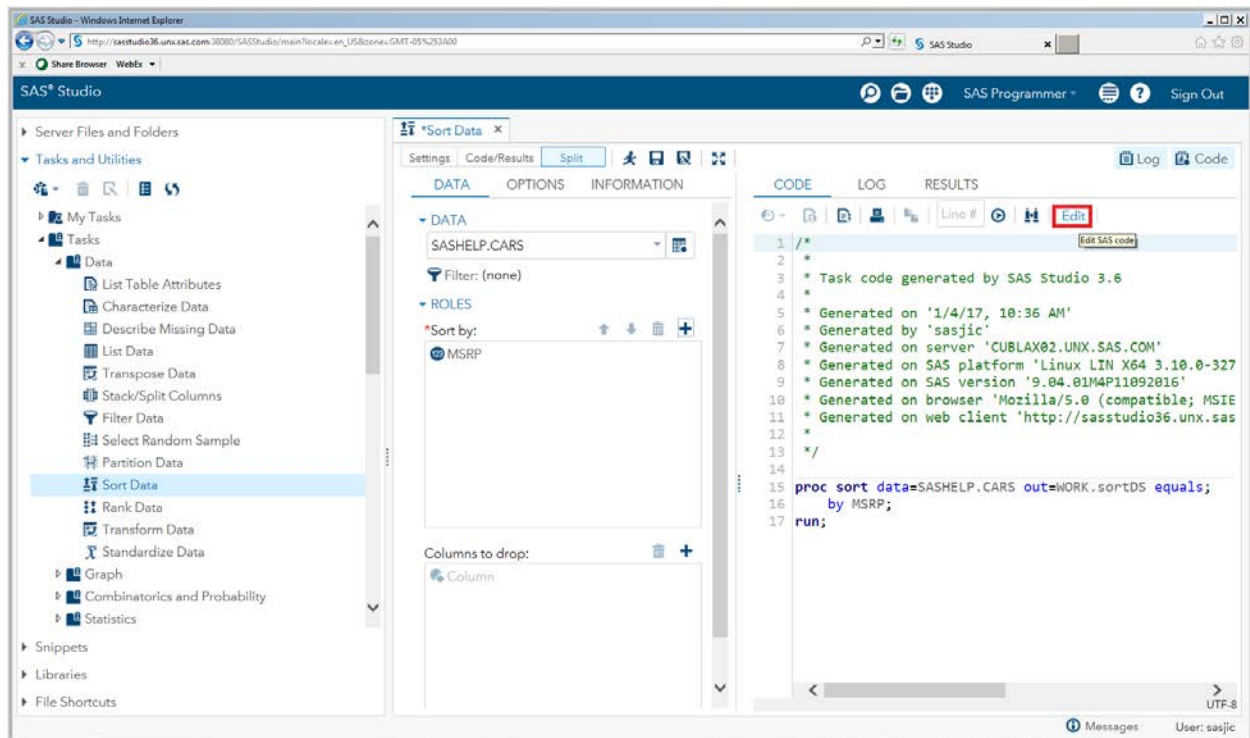 SAS Studio - Windows Internet Explorer
http://sasstudio36.unx.sas.com:38080/SASStudio/main?locale=en_US&zone=GMT-05%253A00
SAS Studio
x Share Browser WebEx
SAS® Studio
SAS Programmer
Sign Out
Server Files and Folders
Tasks and Utilities
My Tasks
Tasks
Data
List Table Attributes
Characterize Data
Describe Missing Data
List Data
Transpose Data
Stack/Split Columns
Filter Data
Select Random Sample
Partition Data
Sort Data
Rank Data
Transform Data
Standardize Data
Graph
Combinatorics and Probability
Statistics
Snippets
Libraries
File Shortcuts
*Sort Data ×
Settings Code/Results Split
Log Code
DATA OPTIONS INFORMATION
DATA
SASHELP.CARS
Filter: (none)
ROLES
*Sort by:
123 MSRP
Columns to drop:
Column
CODE LOG RESULTS
Line # Edit
Edit SAS code
1 /*
2 *
3 * Task code generated by SAS Studio 3.6
4 *
5 * Generated on '1/4/17, 10:36 AM'
6 * Generated by 'sasjic'
7 * Generated on server 'CUBLAX02.UNX.SAS.COM'
8 * Generated on SAS platform 'Linux LIN X64 3.10.0-327
9 * Generated on SAS version '9.04.01M4P11092016'
10 * Generated on browser 'Mozilla/5.0 (compatible; MSIE
11 * Generated on web client 'http://sasstudio36.unx.sas
12 *
13 */
14
15 proc sort data=SASHELP.CARS out=WORK.sortDS equals;
16 by MSRP;
17 run;
UTF-8
Messages User: sasjic